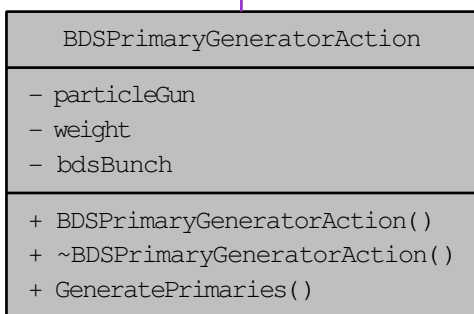 BDSPrimaryGeneratorAction
- particleGun
- weight
- bdsBunch
+ BDSPrimaryGeneratorAction()
+ ~BDSPrimaryGeneratorAction()
+ GeneratePrimaries()